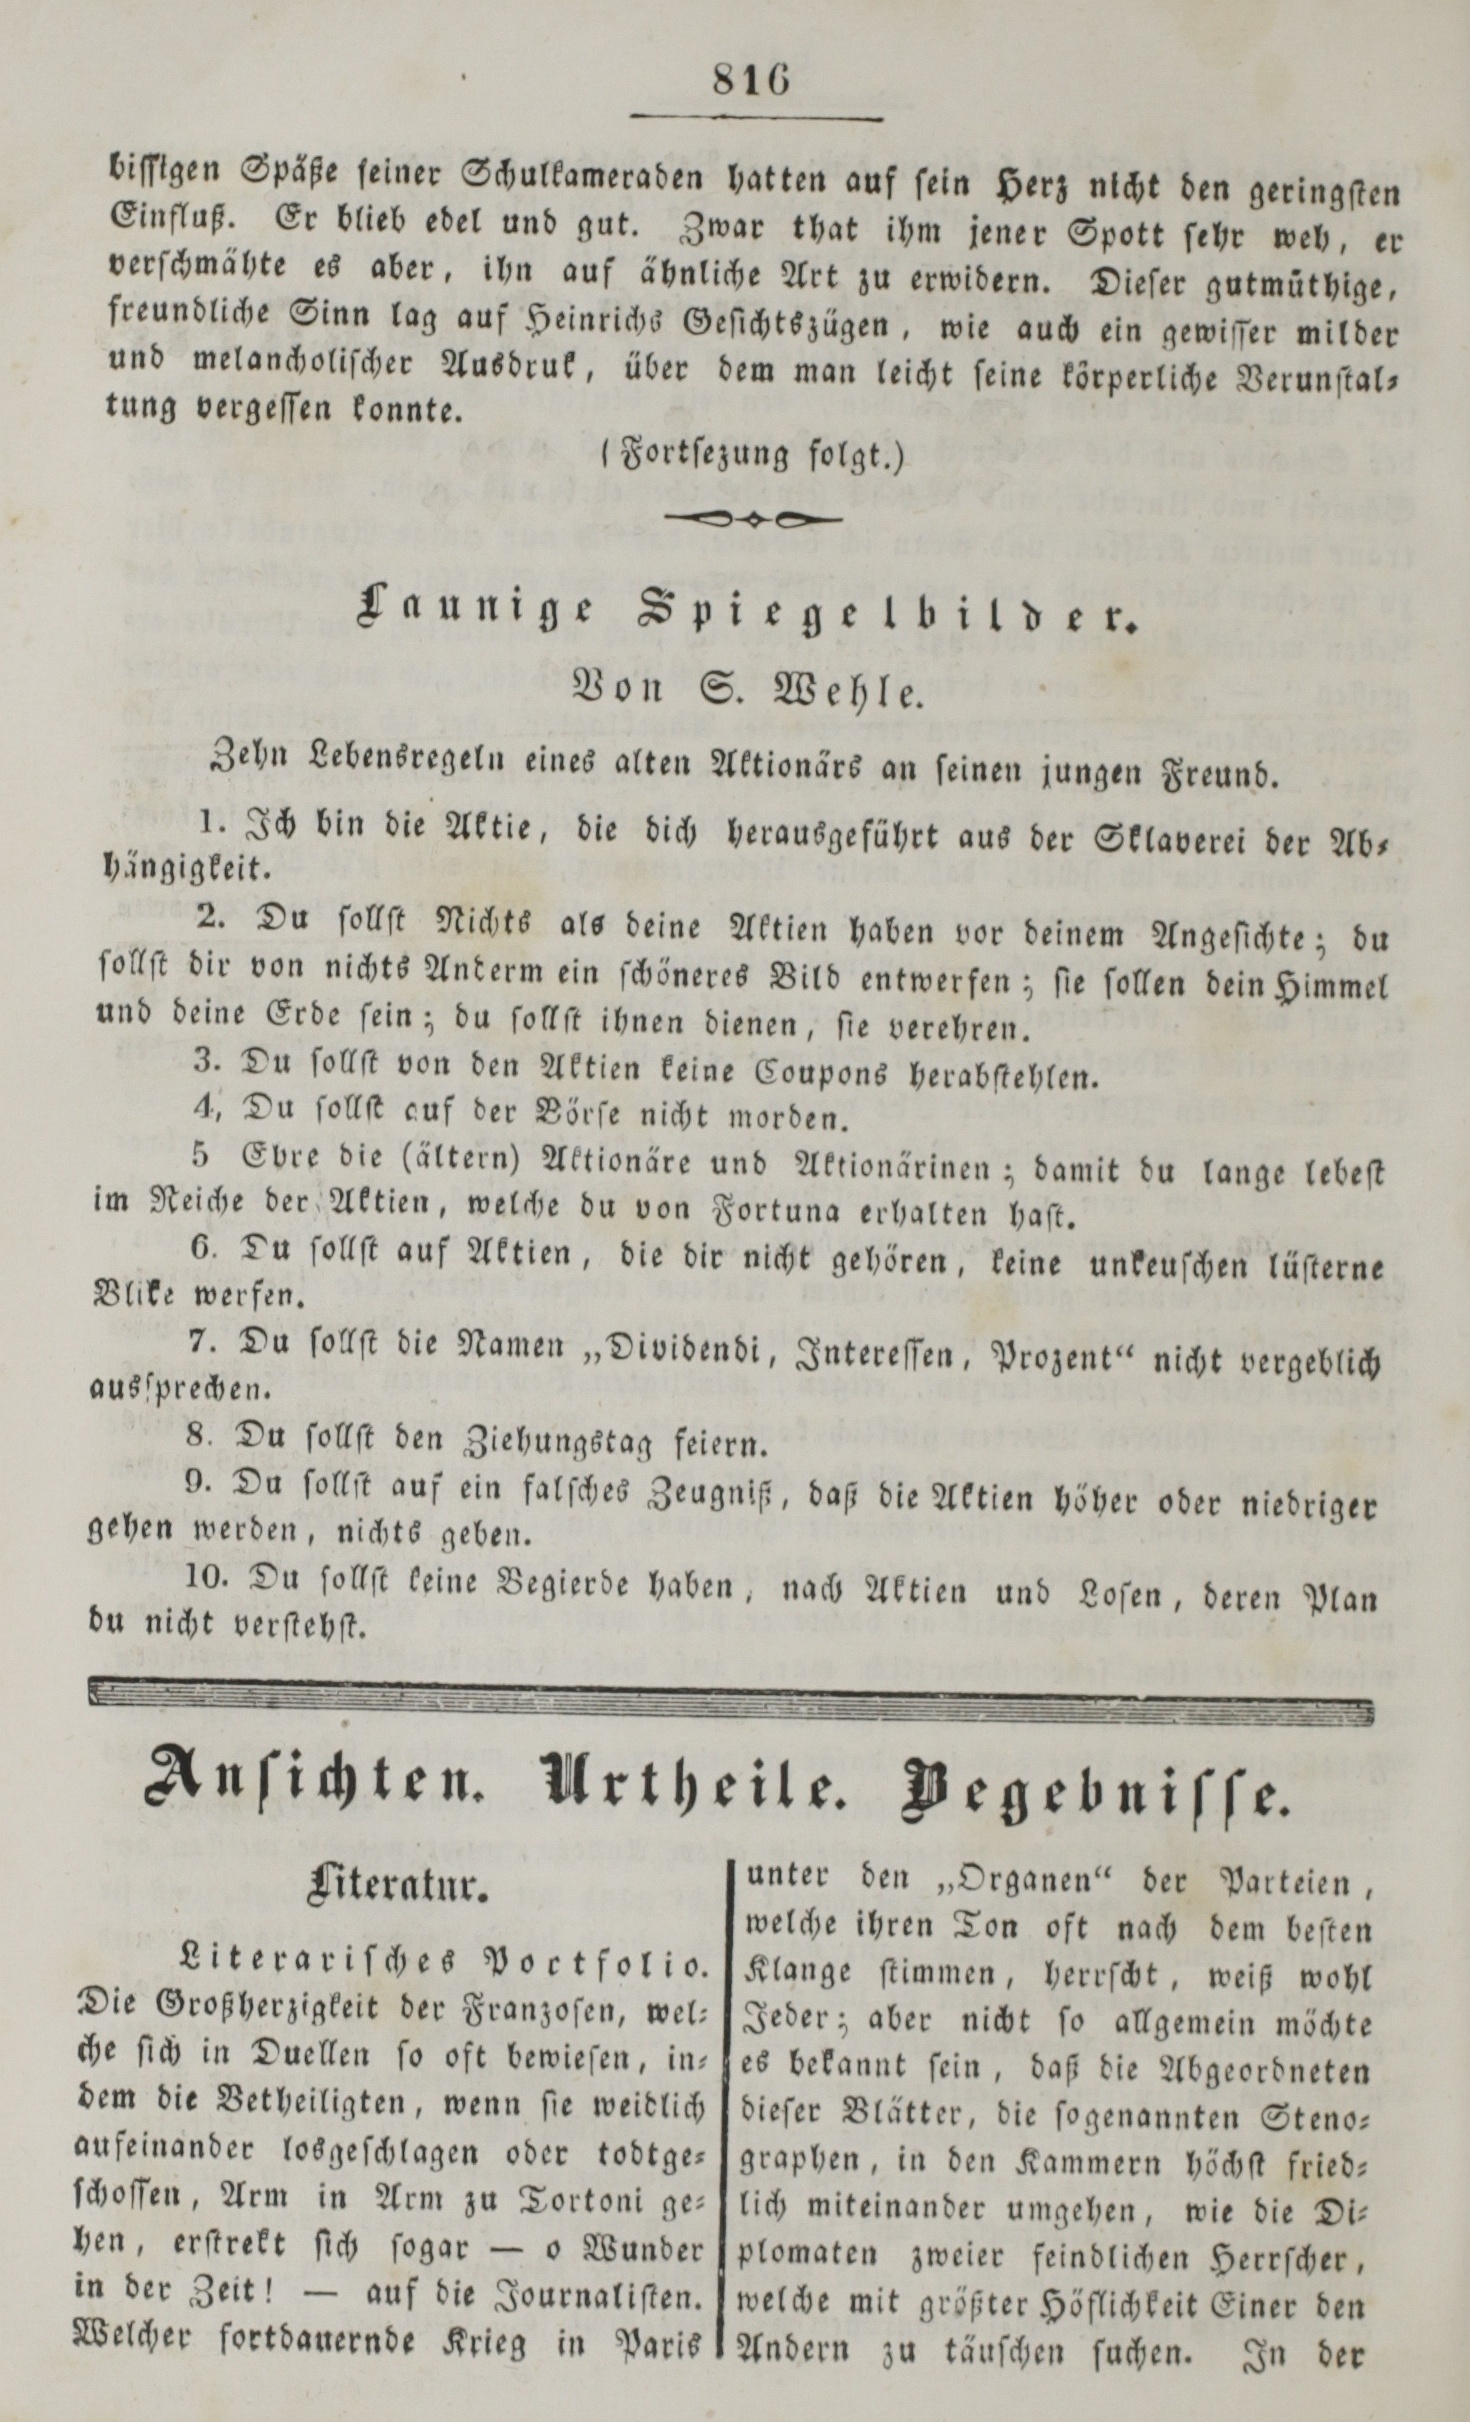 816
bissigen Späße seiner Schulkameraden hatten auf sein Herz nicht den geringsten
Einfluß. Er blieb edel und gut. Zwar that ihm jener Spott sehr weh, er
verschmähte es aber, ihn auf ähnliche Art zu erwidern. Dieser gutmüthige,
freundliche Sinn lag auf Heinrichs Gesichtszügen, wie auch ein gewisser milder
und melancholischer Ausdruk, über dem man leicht seine körperliche Verunstal-
tung vergessen konnte.
(Fortsezung folgt.)
Launige Spiegelbilder.
Von S. Wehle.
Zehn Lebensregeln eines alten Aktionärs an seinen jungen Freund.
1. Ich bin die Aktie, die dich herausgeführt aus der Sklaverei der Ab-
hängigkeit.
2. Du sollst Nichts als deine Aktien haben vor deinem Angesichte; du
sollst dir von nichts Anderm ein schöneres Bild entwerfen; sie sollen dein Himmel
und deine Erde sein; du sollst ihnen dienen, sie verehren.
3. Du sollst von den Aktien keine Coupons herabstehlen.
4, Du sollst auf der Börse nicht morden.
5 Ehre die (ältern) Aktionäre und Aktionärinen; damit du lange lebest
im Reiche der Aktien, welche du von Fortuna erhalten hast.
6. Du sollst auf Aktien, die dir nicht gehören, keine unkeuschen lüsterne
Blike werfen.
7. Du sollst die Namen „Dividendi, Interessen, Prozent“ nicht vergeblich
aussprechen.
8. Du sollst den Ziehungstag feiern.
9. Du sollst auf ein falsches Zeugniß, daß die Aktien höher oder niedriger
gehen werden, nichts geben.
10. Du sollst keine Begierde haben, nach Aktien und Losen, deren Plan
du nicht verstehst.
Ansichten. Urtheile. Begebnisse.
Literatur.
Literarisches Portfolio.
Die Großherzigkeit der Franzosen, wel-
che sich in Duellen so oft bewiesen, in-
dem die Betheiligten, wenn sie weidlich
aufeinander losgeschlagen oder todtge-
schossen, Arm in Arm zu Tortoni ge-
hen, erstrekt sich sogar — o Wunder
in der Zeit! — auf die Journalisten.
Welcher fortdauernde Krieg in Paris
unter den „Organen“ der Parteien,
welche ihren Ton oft nach dem besten
Klange stimmen, herrscht, weiß wohl
Jeder; aber nicht so allgemein möchte
es bekannt sein, daß die Abgeordneten
dieser Blätter, die sogenannten Steno-
graphen, in den Kammern höchst fried-
lich miteinander umgehen, wie die Di-
plomaten zweier feindlichen Herrscher,
welche mit größter Höflichkeit Einer den
Andern zu täuschen suchen. In der